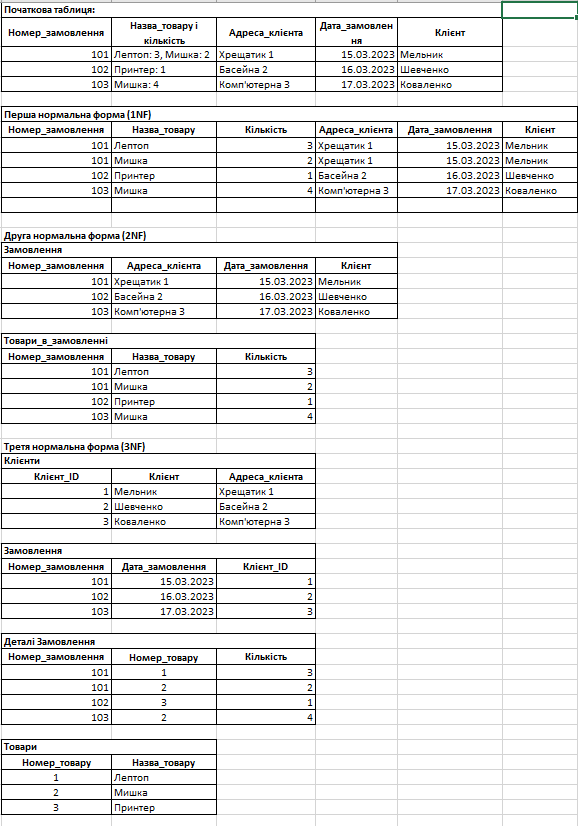 Початкова таблиця:
Номер_замовлення Назва_товару і кількість Адреса_клієнта Дата_замовлення Клієнт
101 Лептоп: 3, Мишка: 2 Хрещатик 1 15.03.2023 Мельник
102 Принтер: 1 Басейна 2 16.03.2023 Шевченко
103 Мишка: 4 Комп'ютерна 3 17.03.2023 Коваленко
Перша нормальна форма (1NF)
Номер_замовлення Назва_товару Кількість Адреса_клієнта Дата_замовлення Клієнт
101 Лептоп 3 Хрещатик 1 15.03.2023 Мельник
101 Мишка 2 Хрещатик 1 15.03.2023 Мельник
102 Принтер 1 Басейна 2 16.03.2023 Шевченко
103 Мишка 4 Комп'ютерна 3 17.03.2023 Коваленко
Друга нормальна форма (2NF)
Замовлення
Номер_замовлення Адреса_клієнта Дата_замовлення Клієнт
101 Хрещатик 1 15.03.2023 Мельник
102 Басейна 2 16.03.2023 Шевченко
103 Комп'ютерна 3 17.03.2023 Коваленко
Товари_в_замовленні
Номер_замовлення Назва_товару Кількість
101 Лептоп 3
101 Мишка 2
102 Принтер 1
103 Мишка 4
Третя нормальна форма (3NF)
Клієнти
Клієнт_ID Клієнт Адреса_клієнта
1 Мельник Хрещатик 1
2 Шевченко Басейна 2
3 Коваленко Комп'ютерна 3
Замовлення
Номер_замовлення Дата_замовлення Клієнт_ID
101 15.03.2023 1
102 16.03.2023 2
103 17.03.2023 3
Деталі Замовлення
Номер_замовлення Номер_товару Кількість
101 1 3
101 2 2
102 3 1
103 2 4
Товари
Номер_товару Назва_товару
1 Лептоп
2 Мишка
3 Принтер